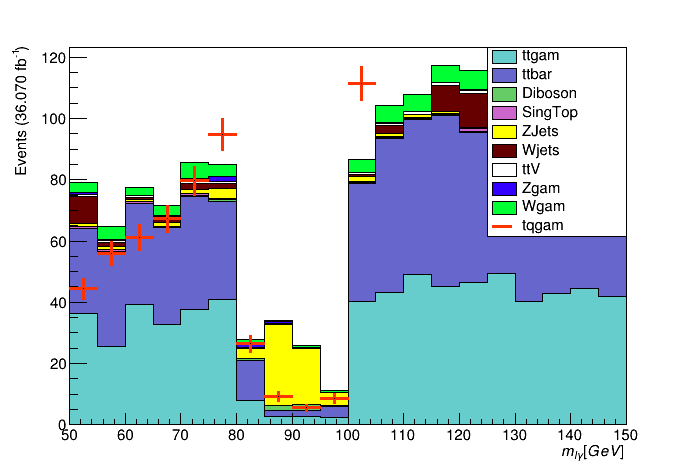 Events (36.070 fb⁻¹)
120
100
80
60
40
20
0
50 60 70 80 90 100 110 120 130 140 150
m_lγ[GeV]
ttgam
ttbar
Diboson
SingTop
ZJets
Wjets
ttV
Zgam
Wgam
tqgam